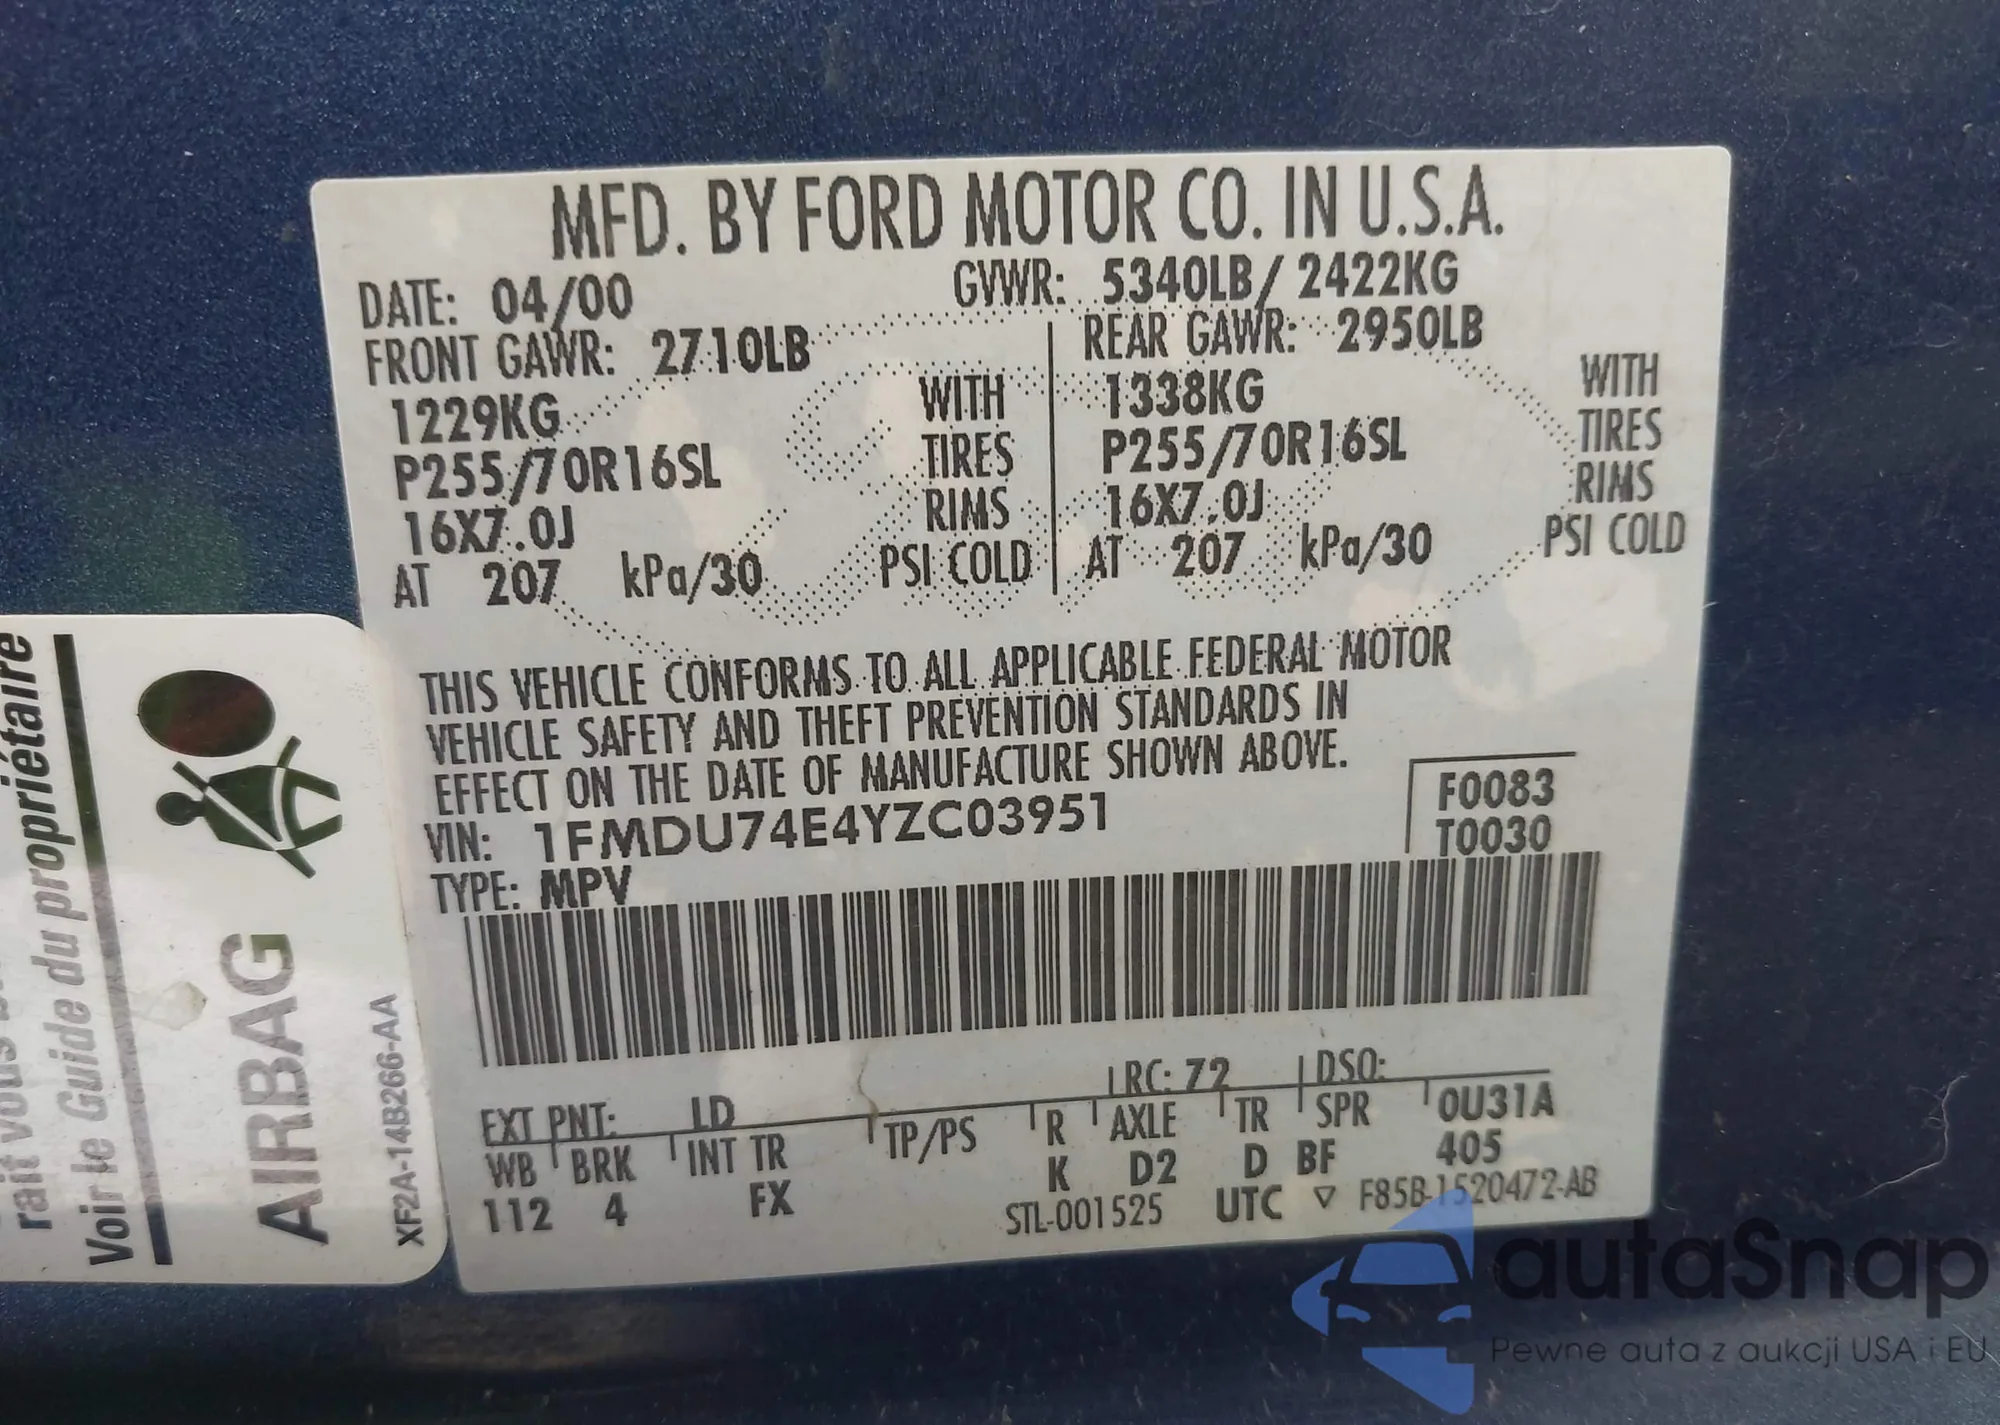 MFD. BY FORD MOTOR CO. IN U.S.A.
DATE: 04/00 GVWR: 5340LB/ 2422KG
FRONT GAWR: 2710LB REAR GAWR: 2950LB
1229KG WITH 1338KG WITH
P255/70R16SL TIRES P255/70R16SL TIRES
16X7.0J RIMS 16X7.0J RIMS
AT 207 kPa/30 PSI COLD AT 207 kPa/30 PSI COLD
THIS VEHICLE CONFORMS TO ALL APPLICABLE FEDERAL MOTOR
VEHICLE SAFETY AND THEFT PREVENTION STANDARDS IN
EFFECT ON THE DATE OF MANUFACTURE SHOWN ABOVE.
VIN: 1FMDU74E4YZC03951
TYPE: MPV
F0083
T0030
EXT PNT: LD RC: 72 DSO:
WB BRK INT TR TP/PS R AXLE TR SPR 0U31A
112 4 FX K D2 D BF 405
STL-001525 UTC ▽ F85B-1520472-AB
rait vous
Voir le Guide du propriétaire
AIRBAG
XF2A-14B266-AA
autaSnap
Pewne auta z aukcji USA i EU